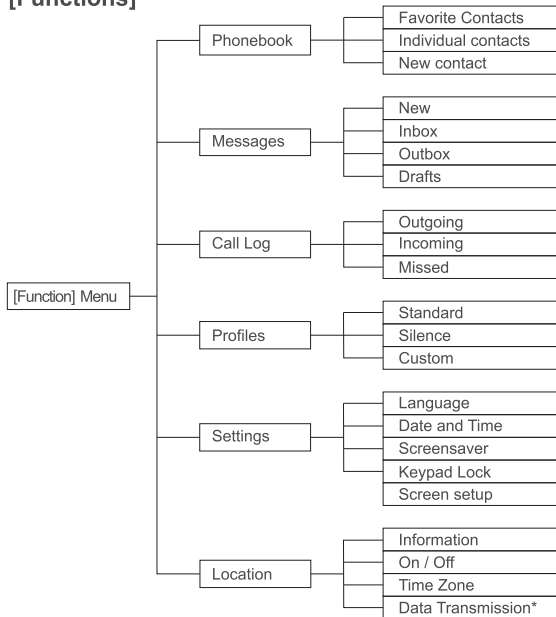 [Functions]
[Function] Menu
Phonebook
Favorite Contacts
Individual contacts
New contact
Messages
New
Inbox
Outbox
Drafts
Call Log
Outgoing
Incoming
Missed
Profiles
Standard
Silence
Custom
Settings
Language
Date and Time
Screensaver
Keypad Lock
Screen setup
Location
Information
On / Off
Time Zone
Data Transmission*